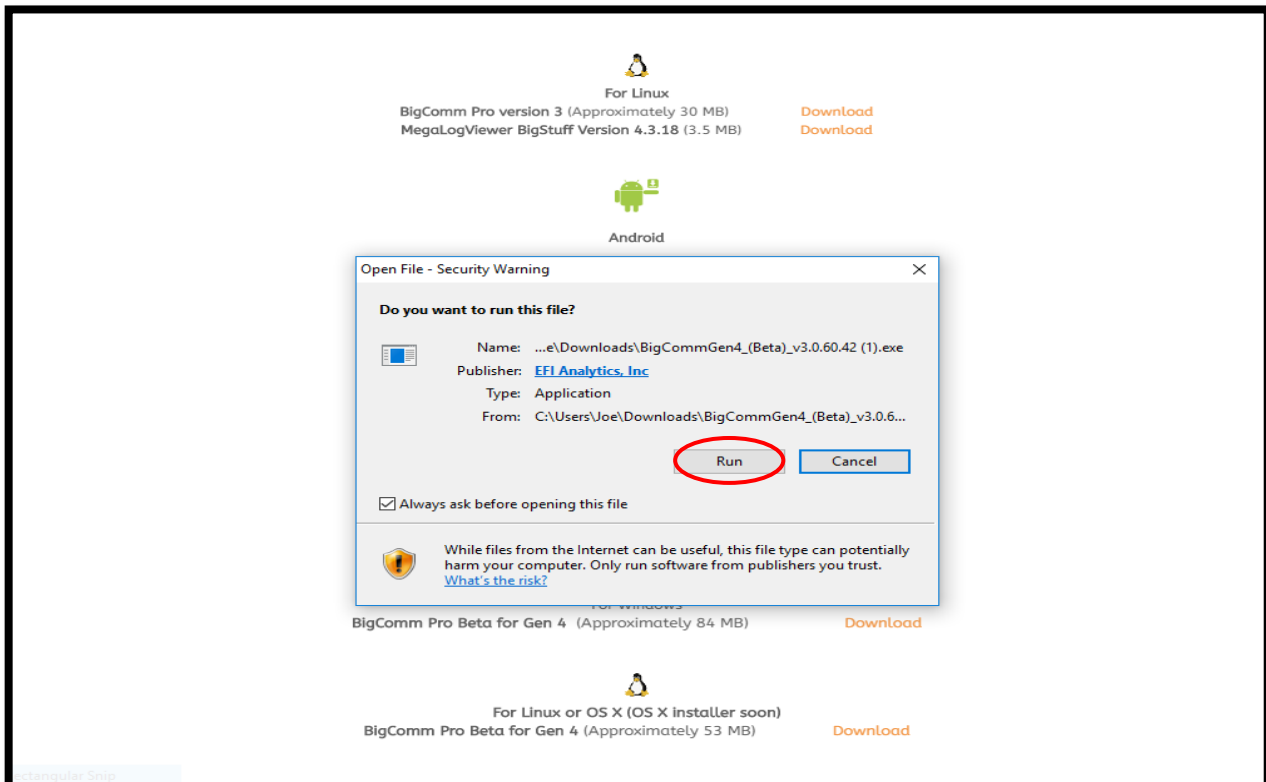 For Linux
BigComm Pro version 3 (Approximately 30 MB) Download
MegaLogViewer BigStuff Version 4.3.18 (3.5 MB) Download
Android
Open File - Security Warning
Do you want to run this file?
Name: ...e\Downloads\BigCommGen4_(Beta)_v3.0.60.42 (1).exe
Publisher: EFI Analytics, Inc
Type: Application
From: C:\Users\Joe\Downloads\BigCommGen4_(Beta)_v3.0.6...
Run Cancel
Always ask before opening this file
While files from the Internet can be useful, this file type can potentially
harm your computer. Only run software from publishers you trust.
What's the risk?
For Windows
BigComm Pro Beta for Gen 4 (Approximately 84 MB) Download
For Linux or OS X (OS X installer soon)
BigComm Pro Beta for Gen 4 (Approximately 53 MB) Download
ectangular Snip